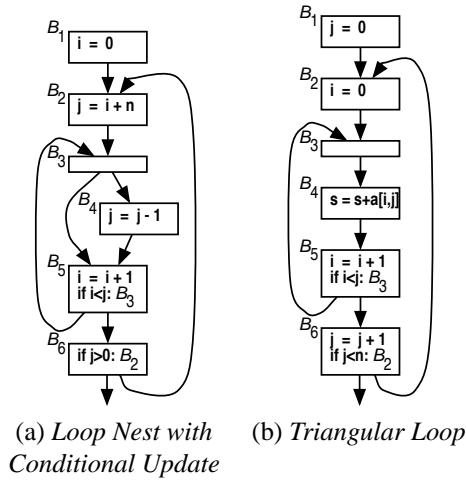 B1
i = 0
B2
j = i + n
B3
B4
j = j - 1
B5
i = i + 1
if i<j: B3
B6
if j>0: B2
(a) Loop Nest with
Conditional Update
B1
j = 0
B2
i = 0
B3
B4
s = s+a[i,j]
B5
i = i + 1
if i<j: B3
B6
j = j + 1
if j<n: B2
(b) Triangular Loop